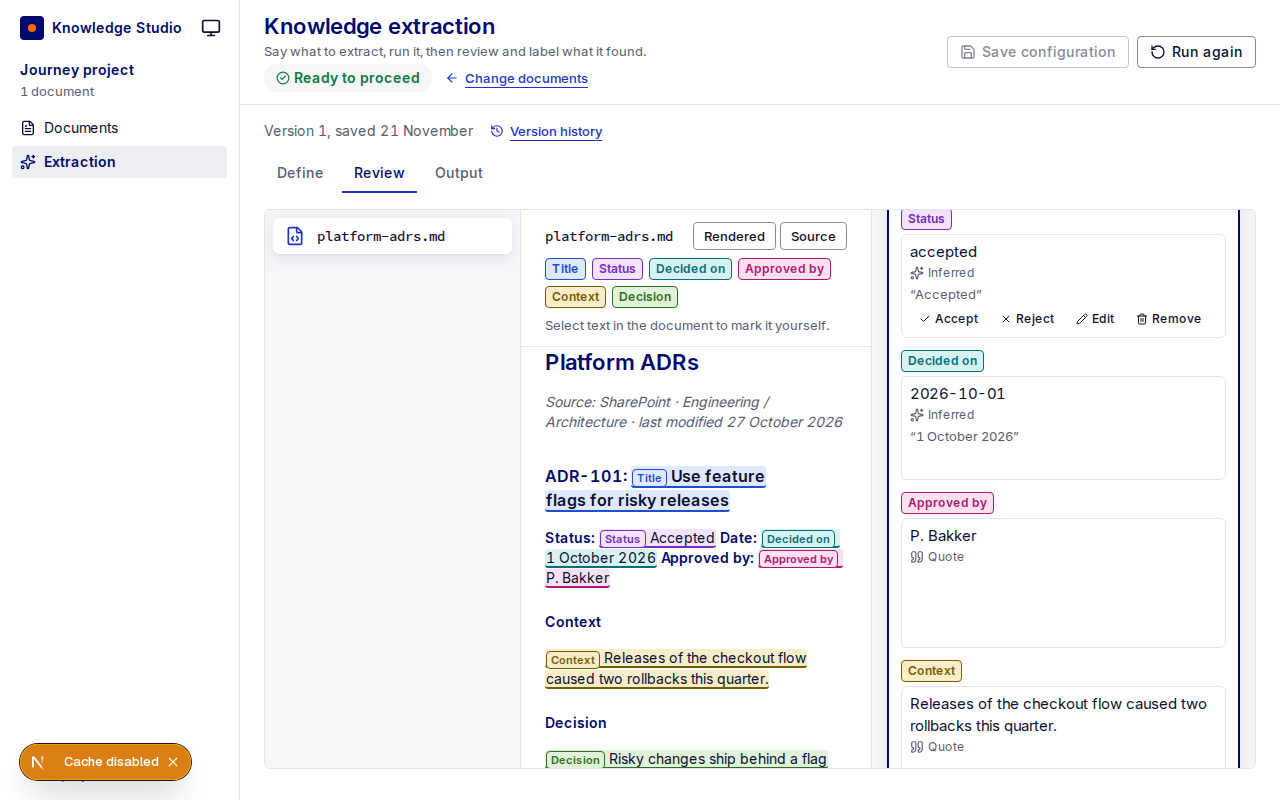 Knowledge Studio
Journey project
1 document
Documents
Extraction
Cache disabled
Knowledge extraction
Say what to extract, run it, then review and label what it found.
Ready to proceed
Change documents
Save configuration
Run again
Version 1, saved 21 November
Version history
Define
Review
Output
platform-adrs.md
platform-adrs.md
Rendered
Source
Title
Status
Decided on
Approved by
Context
Decision
Select text in the document to mark it yourself.
Platform ADRs
Source: SharePoint · Engineering /
Architecture · last modified 27 October 2026
ADR-101: Title Use feature
flags for risky releases
Status: Status Accepted Date: Decided on
1 October 2026 Approved by: Approved by
P. Bakker
Context
Context Releases of the checkout flow
caused two rollbacks this quarter.
Decision
Decision Risky changes ship behind a flag
Status
accepted
Inferred
“Accepted”
Accept
Reject
Edit
Remove
Decided on
2026-10-01
Inferred
“1 October 2026”
Approved by
P. Bakker
Quote
Context
Releases of the checkout flow caused two
rollbacks this quarter.
Quote